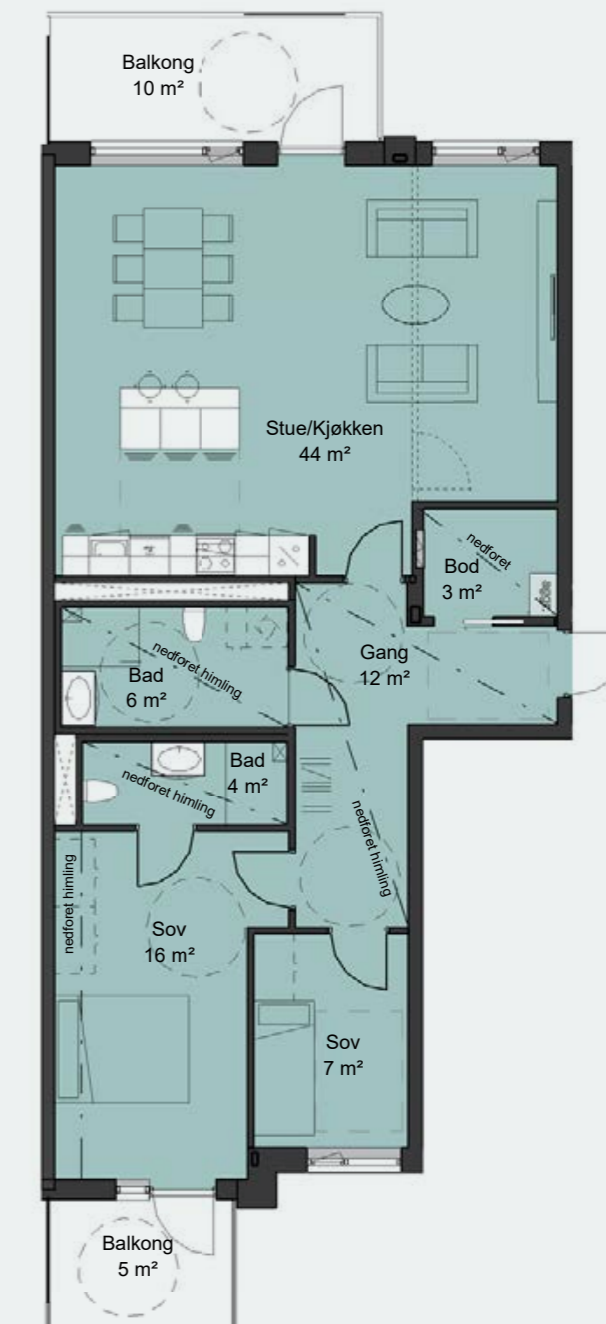 Balkong
10 m²
Stue/Kjøkken
44 m²
nedforet
Bod
3 m²
Gang
12 m²
nedforet himling
Bad
6 m²
nedforet himling
Bad
4 m²
nedforet himling
nedforet himling
Sov
16 m²
Sov
7 m²
Balkong
5 m²